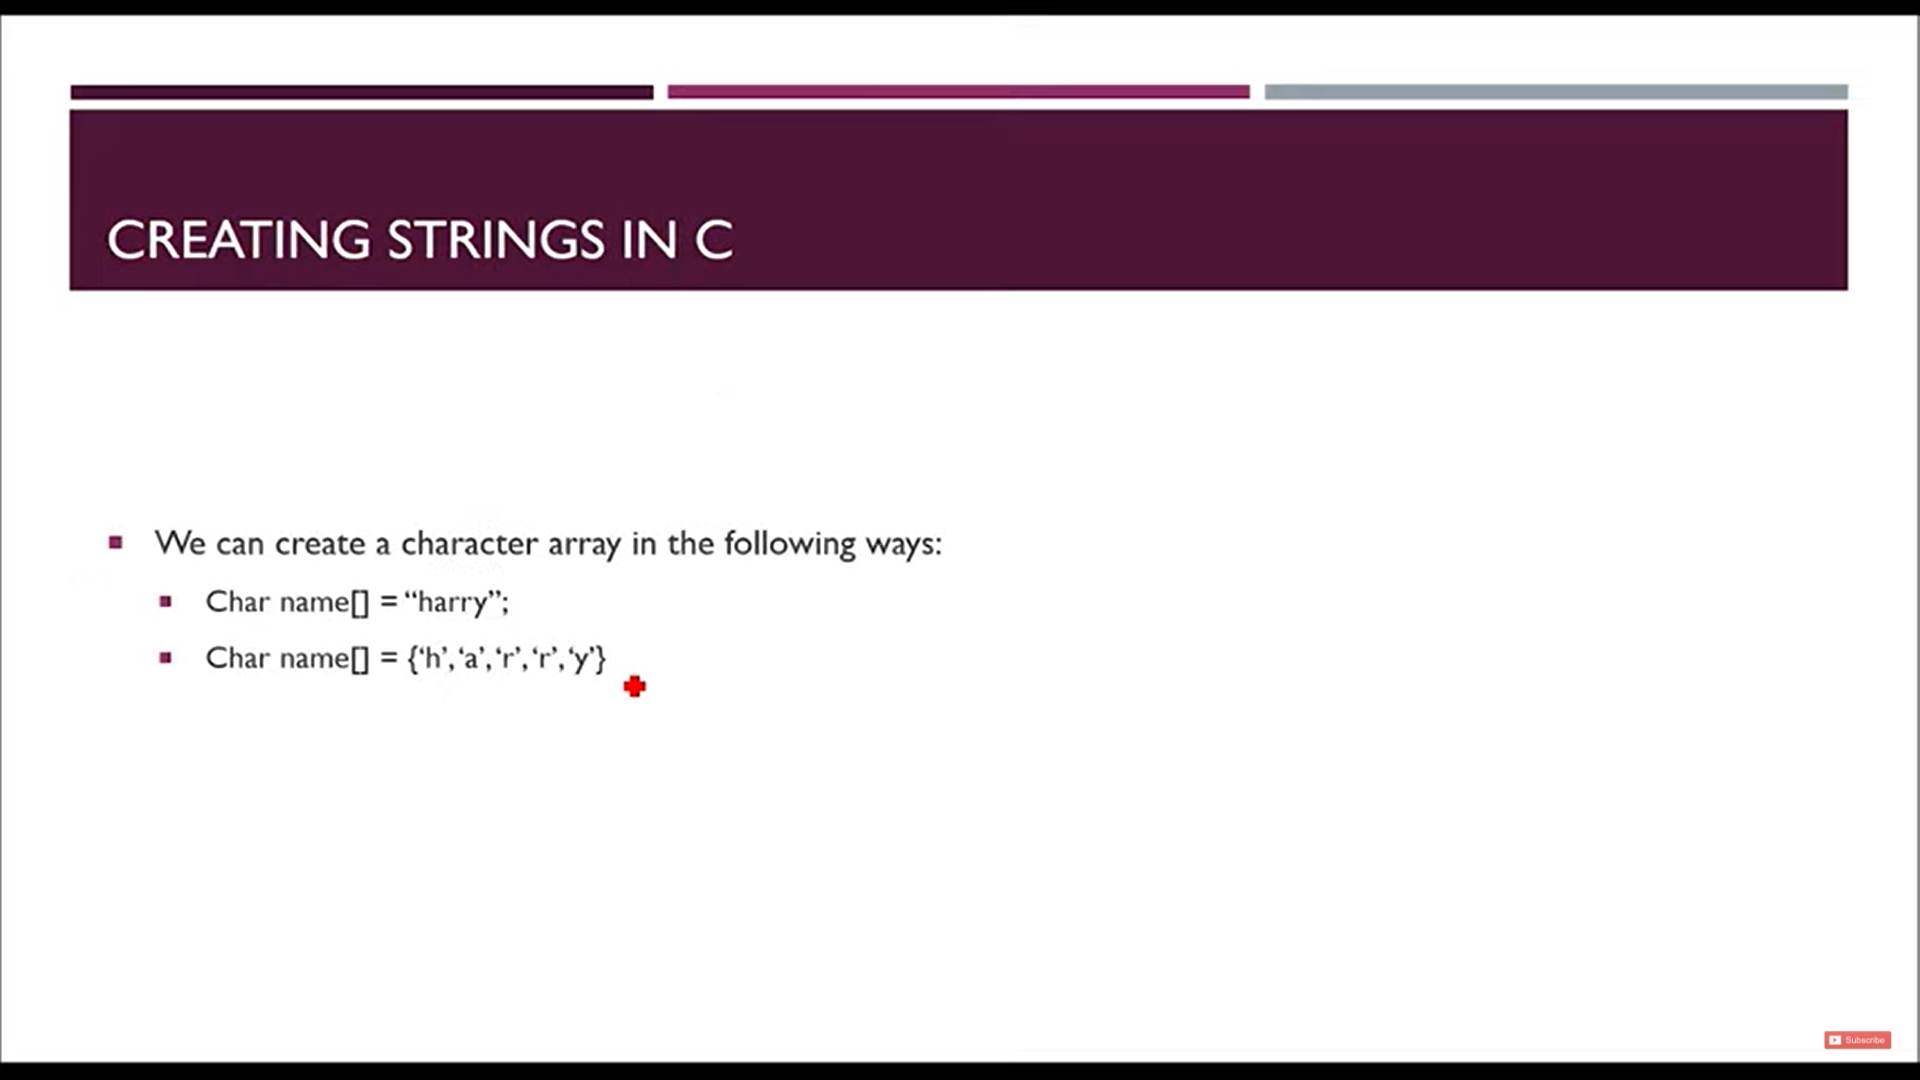 CREATING STRINGS IN C
We can create a character array in the following ways:
Char name[] = “harry”;
Char name[] = {‘h’,‘a’,‘r’,‘r’,‘y’}
Subscribe